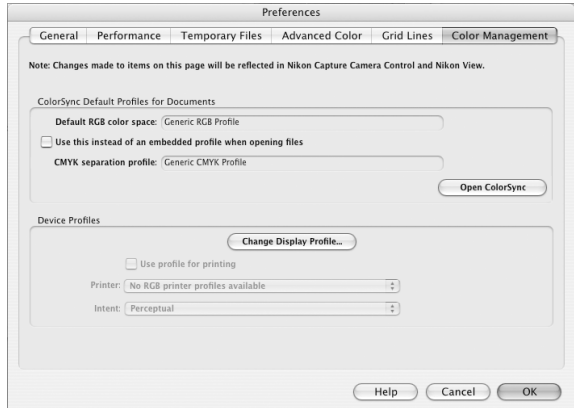 Preferences
General Performance Temporary Files Advanced Color Grid Lines Color Management
Note: Changes made to items on this page will be reflected in Nikon Capture Camera Control and Nikon View.
ColorSync Default Profiles for Documents
Default RGB color space: Generic RGB Profile
Use this instead of an embedded profile when opening files
CMYK separation profile: Generic CMYK Profile
Open ColorSync
Device Profiles
Change Display Profile...
Use profile for printing
Printer: No RGB printer profiles available
Intent: Perceptual
Help Cancel OK